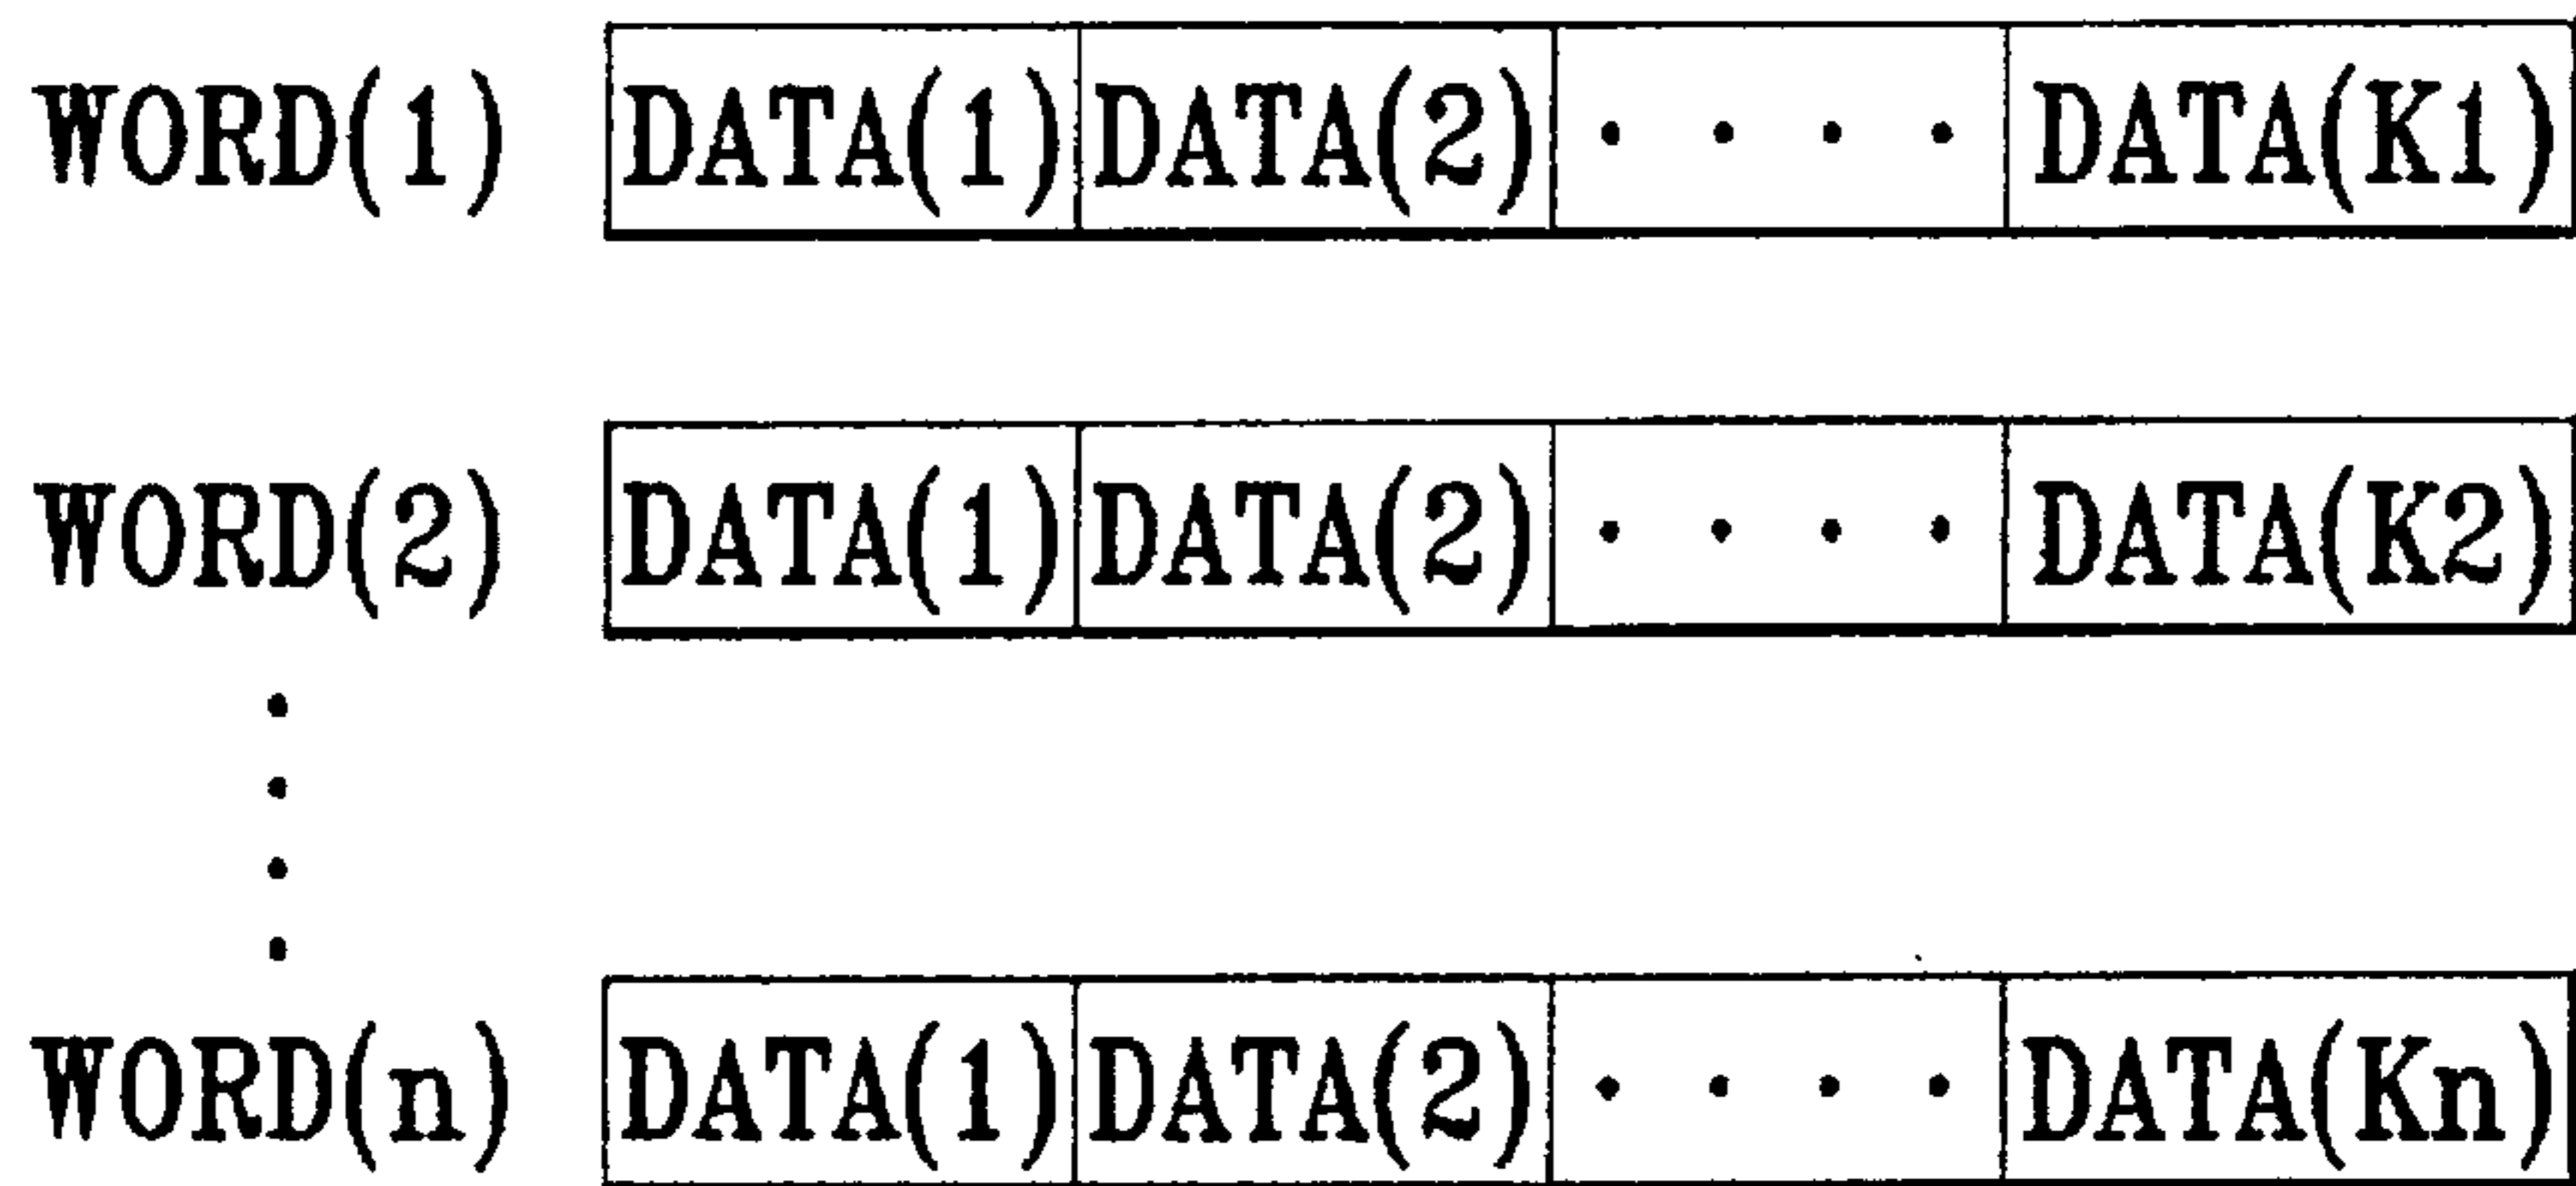 WORD(1) DATA(1) DATA(2) · · · · DATA(K1)
WORD(2) DATA(1) DATA(2) · · · · DATA(K2)
·
·
·
·
WORD(n) DATA(1) DATA(2) · · · · DATA(Kn)